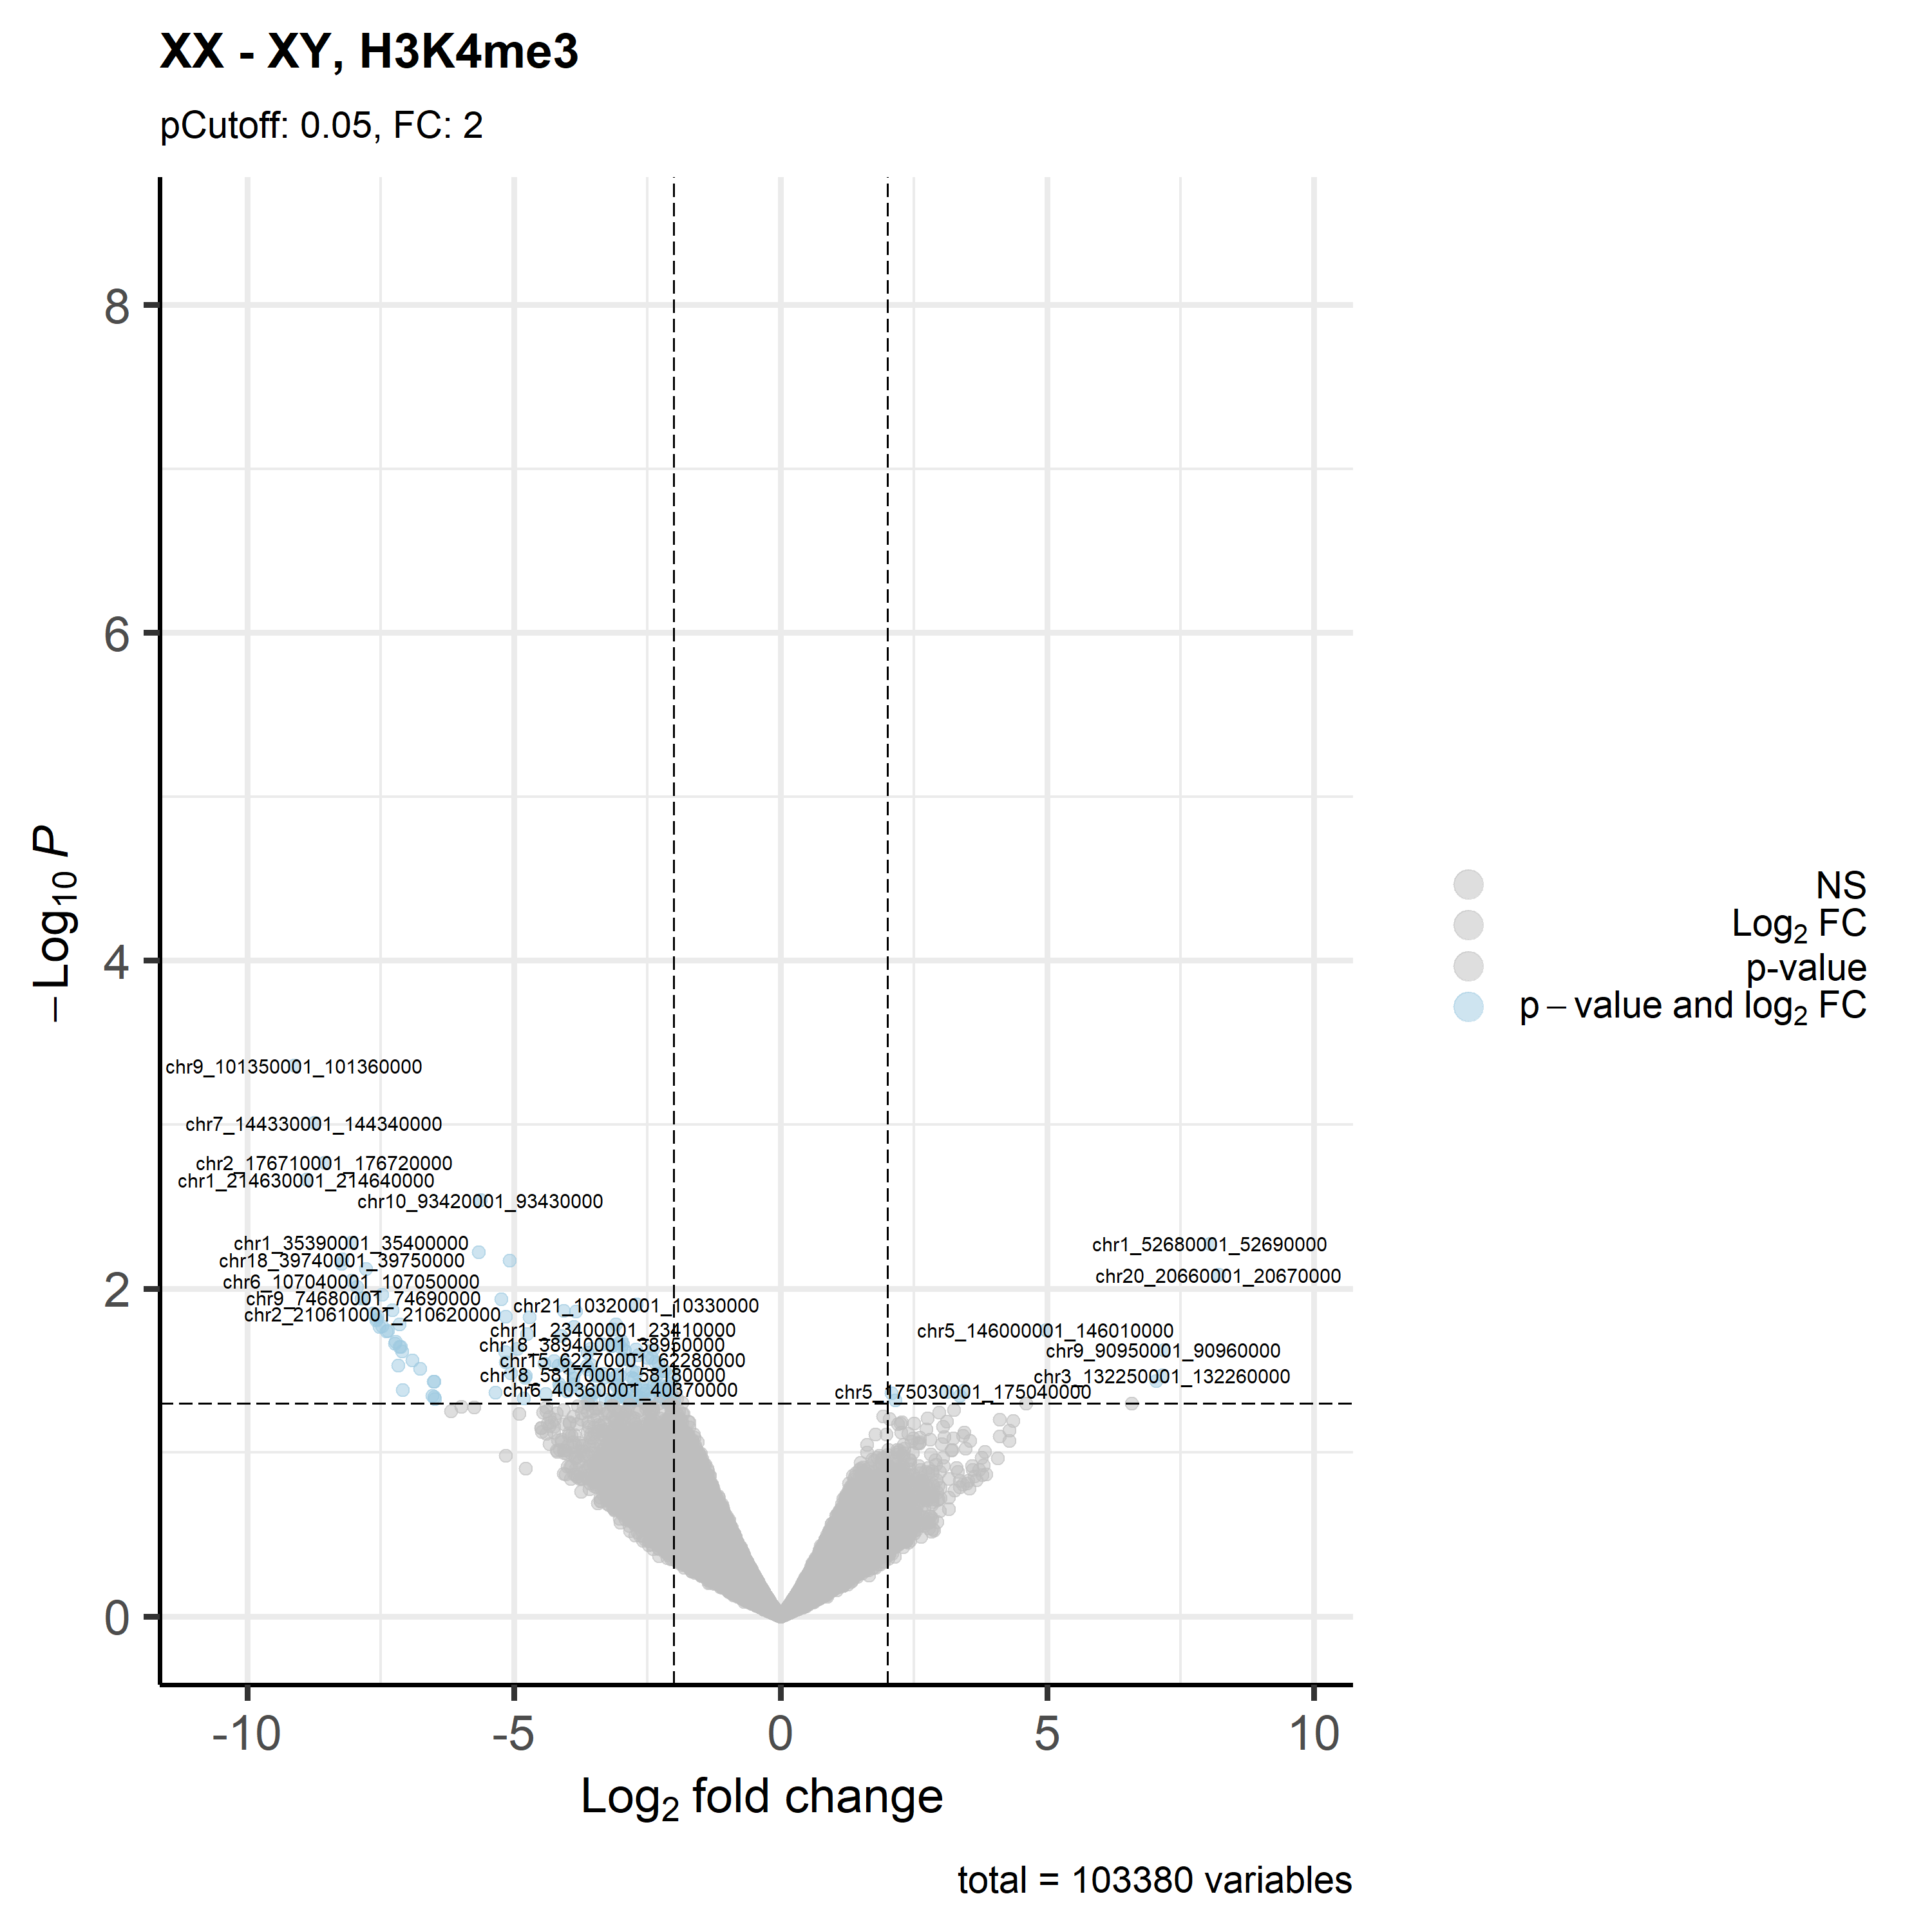 XX - XY, H3K4me3
pCutoff: 0.05, FC: 2
8
6
4
2
0
−Log10 P
chr9_101350001_101360000
chr7_144330001_144340000
chr2_176710001_176720000
chr1_214630001_214640000
chr10_93420001_93430000
chr1_35390001_35400000
chr18_39740001_39750000
chr6_107040001_107050000
chr9_74680001_74690000
chr2_210610001_210620000
chr21_10320001_10330000
chr11_23400001_23410000
chr18_38940001_38950000
chr15_62270001_62280000
chr18_58170001_58180000
chr6_40360001_40370000
chr1_52680001_52690000
chr20_20660001_20670000
chr5_146000001_146010000
chr9_90950001_90960000
chr3_132250001_132260000
chr5_175030001_175040000
-10 -5 0 5 10
Log2 fold change
total = 103380 variables
NS
Log2 FC
p-value
p − value and log2 FC